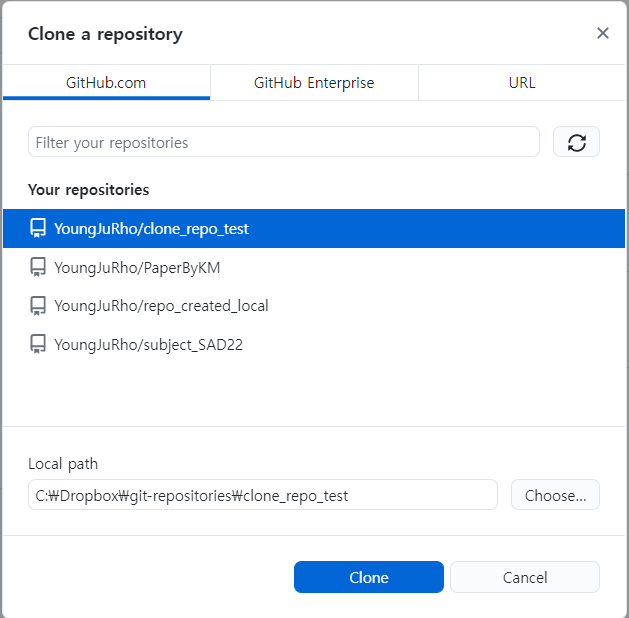 Clone a repository
GitHub.com GitHub Enterprise URL
Filter your repositories
Your repositories
YoungJuRho/clone_repo_test
YoungJuRho/PaperByKM
YoungJuRho/repo_created_local
YoungJuRho/subject_SAD22
Local path
C:₩Dropbox₩git-repositories₩clone_repo_test Choose...
Clone Cancel